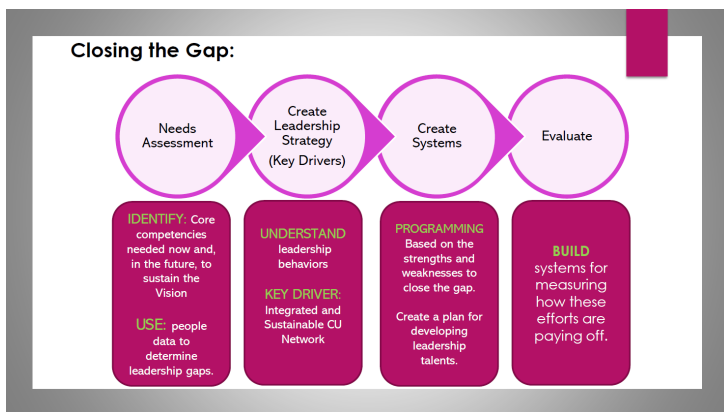 Closing the Gap:
Needs
Assessment
Create
Leadership
Strategy
(Key Drivers)
Create
Systems
Evaluate
IDENTIFY: Core
competencies
needed now and,
in the future, to
sustain the
Vision
USE: people
data to
determine
leadership gaps.
UNDERSTAND
leadership
behaviors
KEY DRIVER:
Integrated and
Sustainable CU
Network
PROGRAMMING
Based on the
strengths and
weaknesses to
close the gap.
Create a plan for
developing
leadership
talents.
BUILD
systems for
measuring
how these
efforts are
paying off.